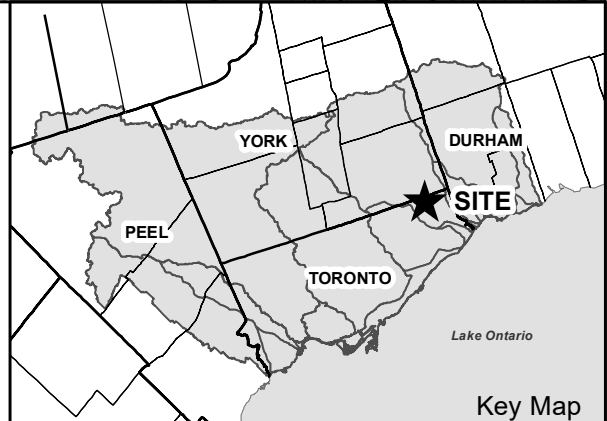 YORK
DURHAM
SITE
PEEL
TORONTO
Lake Ontario
Key Map